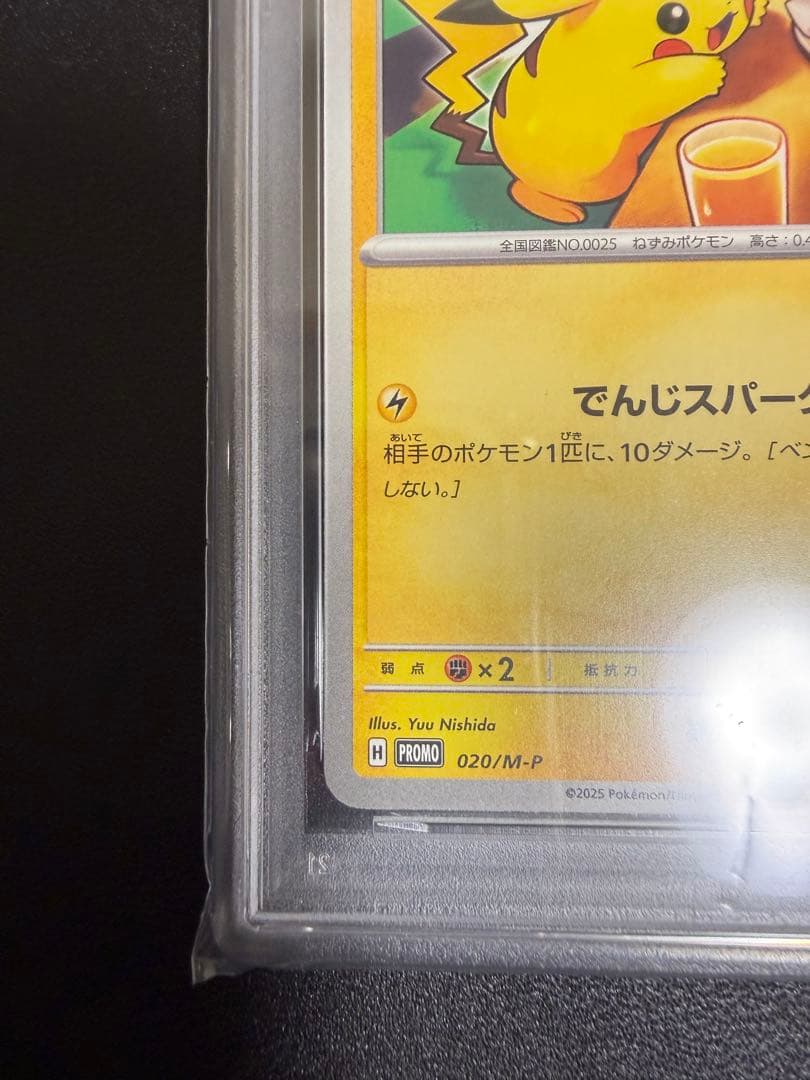 全国図鑑NO.0025 ねずみポケモン 高さ:0.4
でんじスパーク
あいて びき
相手のポケモン1匹に、10ダメージ。[ベン
しない。]
弱点 ×2 抵抗力
Illus. Yuu Nishida
H PROMO 020/M-P
©2025 Pokémon/
21